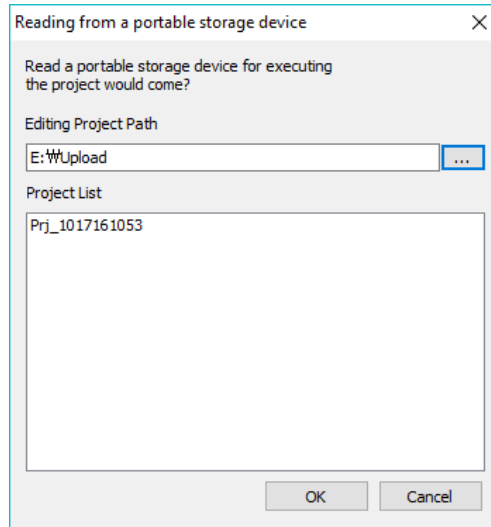 Reading from a portable storage device
Read a portable storage device for executing
the project would come?
Editing Project Path
E:₩Upload
...
Project List
Prj_1017161053
OK
Cancel